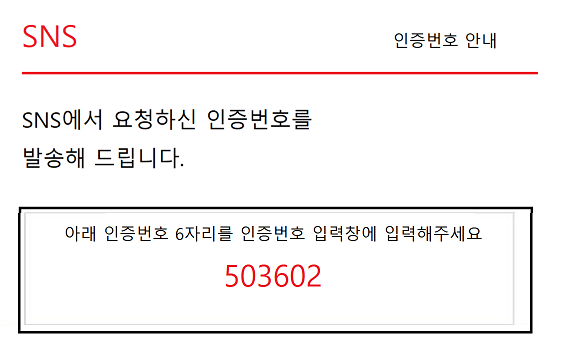 SNS
인증번호 안내
SNS에서 요청하신 인증번호를
발송해 드립니다.
아래 인증번호 6자리를 인증번호 입력창에 입력해주세요
503602